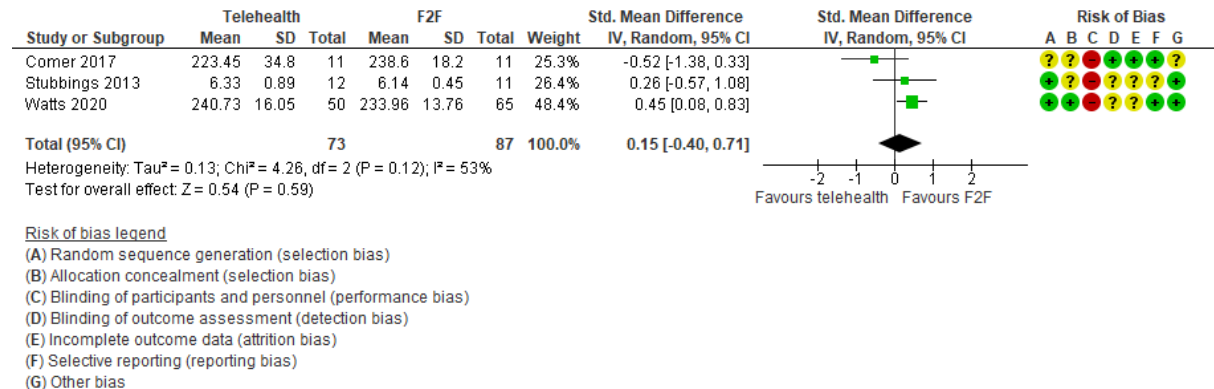 Telehealth F2F Std. Mean Difference Std. Mean Difference Risk of Bias
Study or Subgroup Mean SD Total Mean SD Total Weight IV, Random, 95% CI IV, Random, 95% CI A B C D E F G
Comer 2017 223.45 34.8 11 238.6 18.2 11 25.3% -0.52 [-1.38, 0.33] ? ? - + + + ?
Stubbings 2013 6.33 0.89 12 6.14 0.45 11 26.4% 0.26 [-0.57, 1.08] + ? - ? ? ? +
Watts 2020 240.73 16.05 50 233.96 13.76 65 48.4% 0.45 [0.08, 0.83] + + - ? ? + +
Total (95% CI) 73 87 100.0% 0.15 [-0.40, 0.71]
Heterogeneity: Tau² = 0.13; Chi² = 4.26, df = 2 (P = 0.12); I² = 53%
Test for overall effect: Z = 0.54 (P = 0.59)
-2 -1 0 1 2
Favours telehealth Favours F2F
Risk of bias legend
(A) Random sequence generation (selection bias)
(B) Allocation concealment (selection bias)
(C) Blinding of participants and personnel (performance bias)
(D) Blinding of outcome assessment (detection bias)
(E) Incomplete outcome data (attrition bias)
(F) Selective reporting (reporting bias)
(G) Other bias